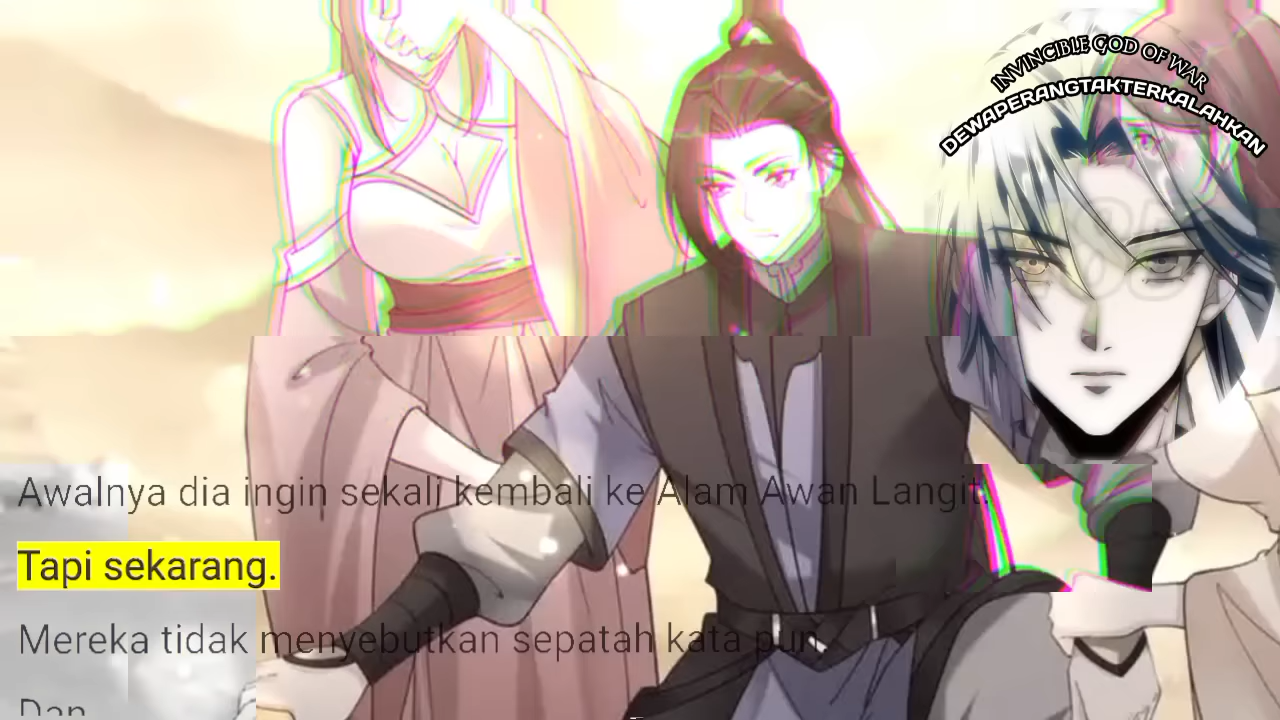 INVINCIBLE GOD OF WAR
DEWAPERANGTAKTERKALAHKAN
Awalnya dia ingin sekali kembali ke Alam Awan Langit.
Tapi sekarang.
Mereka tidak menyebutkan sepatah kata pun.
Dan